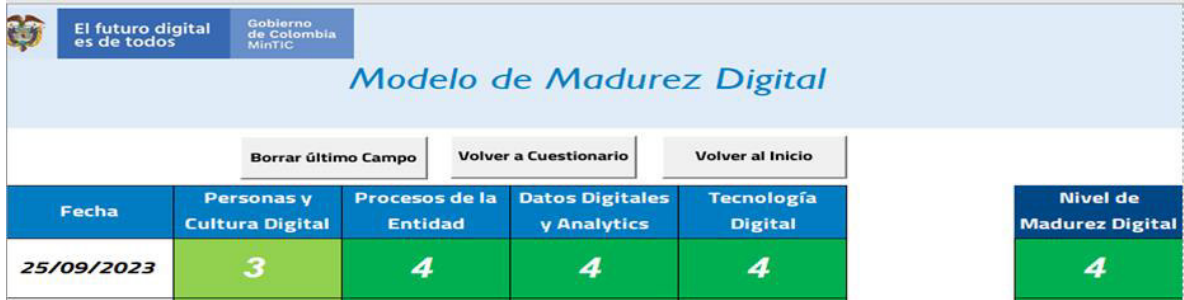 El futuro digital
es de todos
Gobierno
de Colombia
MinTIC
Modelo de Madurez Digital
Borrar último Campo
Volver a Cuestionario
Volver al Inicio
Fecha
Personas y
Cultura Digital
Procesos de la
Entidad
Datos Digitales
y Analytics
Tecnología
Digital
Nivel de
Madurez Digital
25/09/2023
3
4
4
4
4